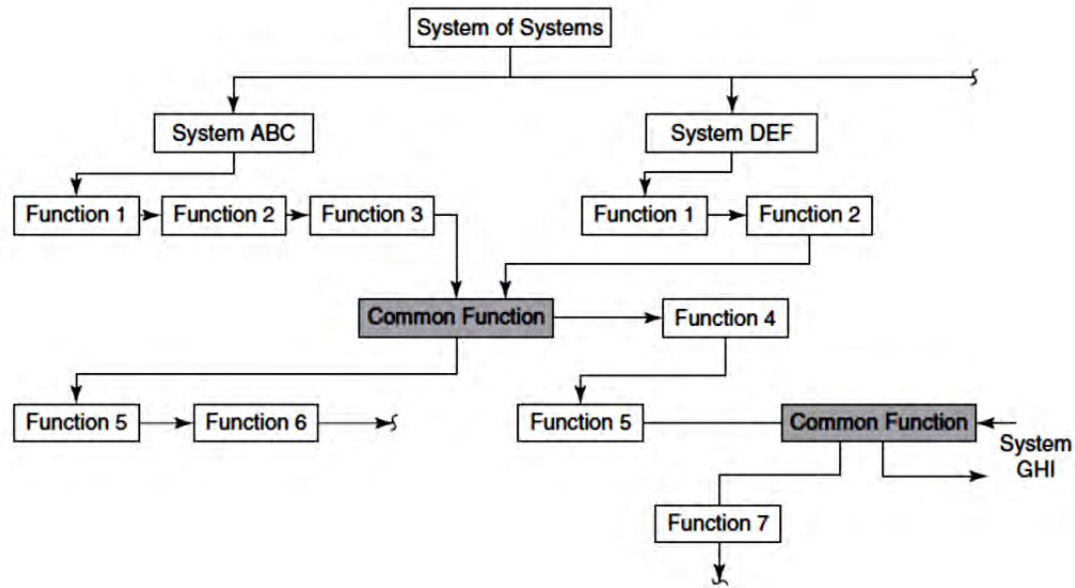 System of Systems
System ABC
System DEF
Function 1
Function 2
Function 3
Function 1
Function 2
Common Function
Function 4
Function 5
Function 6
Function 5
Common Function
System
GHI
Function 7